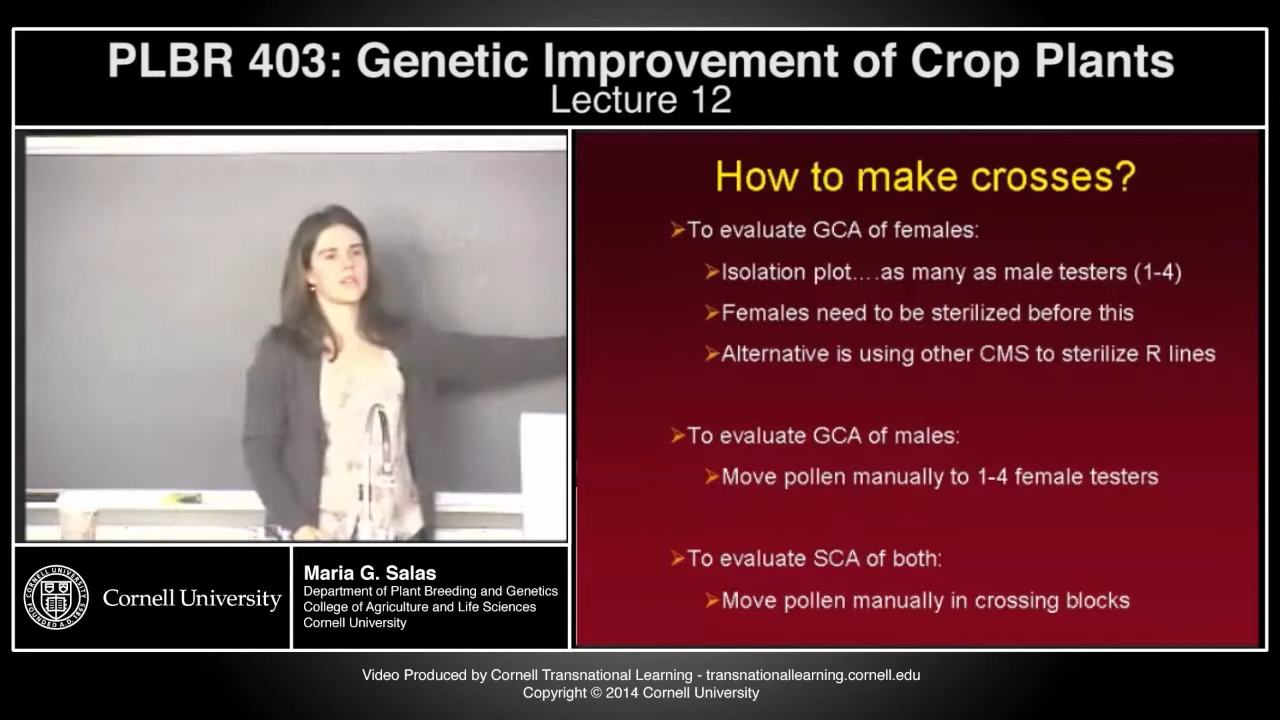 PLBR 403: Genetic Improvement of Crop Plants
Lecture 12
How to make crosses?
➢To evaluate GCA of females:
➢Isolation plot....as many as male testers (1-4)
➢Females need to be sterilized before this
➢Alternative is using other CMS to sterilize R lines
➢To evaluate GCA of males:
➢Move pollen manually to 1-4 female testers
➢To evaluate SCA of both:
➢Move pollen manually in crossing blocks
Cornell University
Maria G. Salas
Department of Plant Breeding and Genetics
College of Agriculture and Life Sciences
Cornell University
Video Produced by Cornell Transnational Learning - transnationallearning.cornell.edu
Copyright © 2014 Cornell University